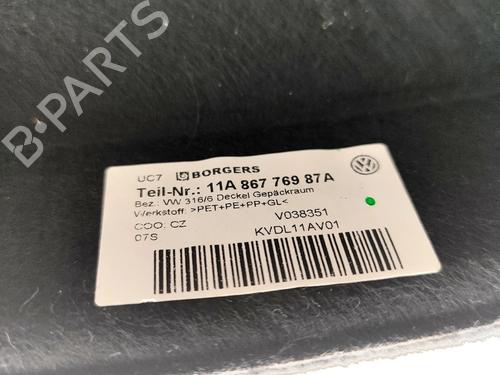 B-PARTS
UC7 BORGERS
Teil-Nr.: 11A 867 769 87A
Bez.: VW 316/6 Deckel Gepäckraum
Werkstoff: >PET+PE+PP+GL<
COO: CZ V038351
07S KVDL11AV01